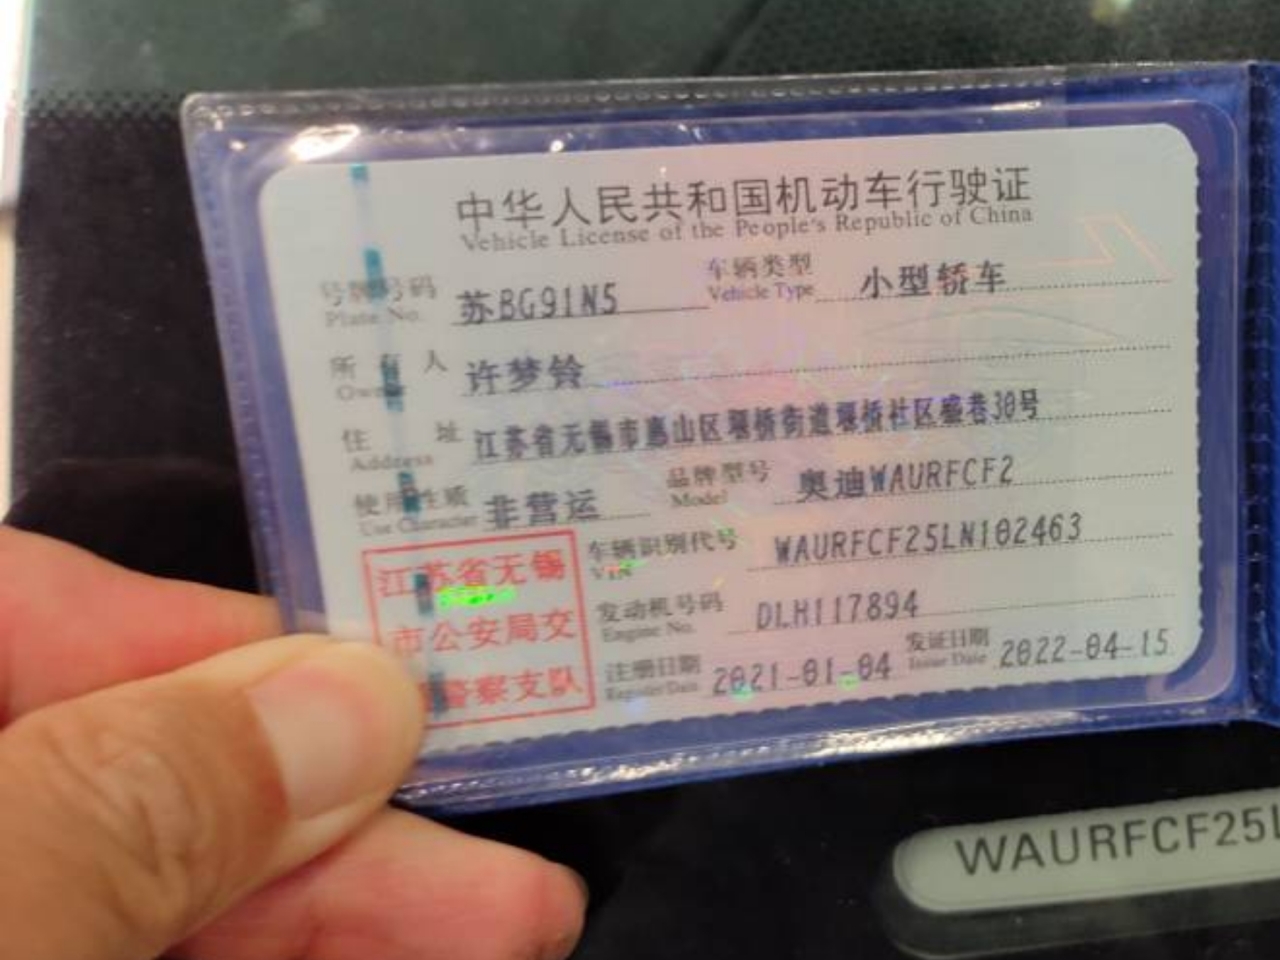 中华人民共和国机动车行驶证
Vehicle License of the People's Republic of China
号牌号码 苏BG91N5 车辆类型 小型轿车
Plate No. Vehicle Type
所有人 许梦铃
Owner
住址 江苏省无锡市惠山区堰桥街道堰桥社区盛巷30号
Address
使用性质 非营运 品牌型号 奥迪WAURFCF2
Use Character Model
车辆识别代号 WAURFCF25LN102463
VIN
发动机号码 DLH117894
Engine No.
注册日期 2021-01-04 发证日期 2022-04-15
Register Date Issue Date
江苏省无锡
市公安局交
警察支队
WAURFCF25